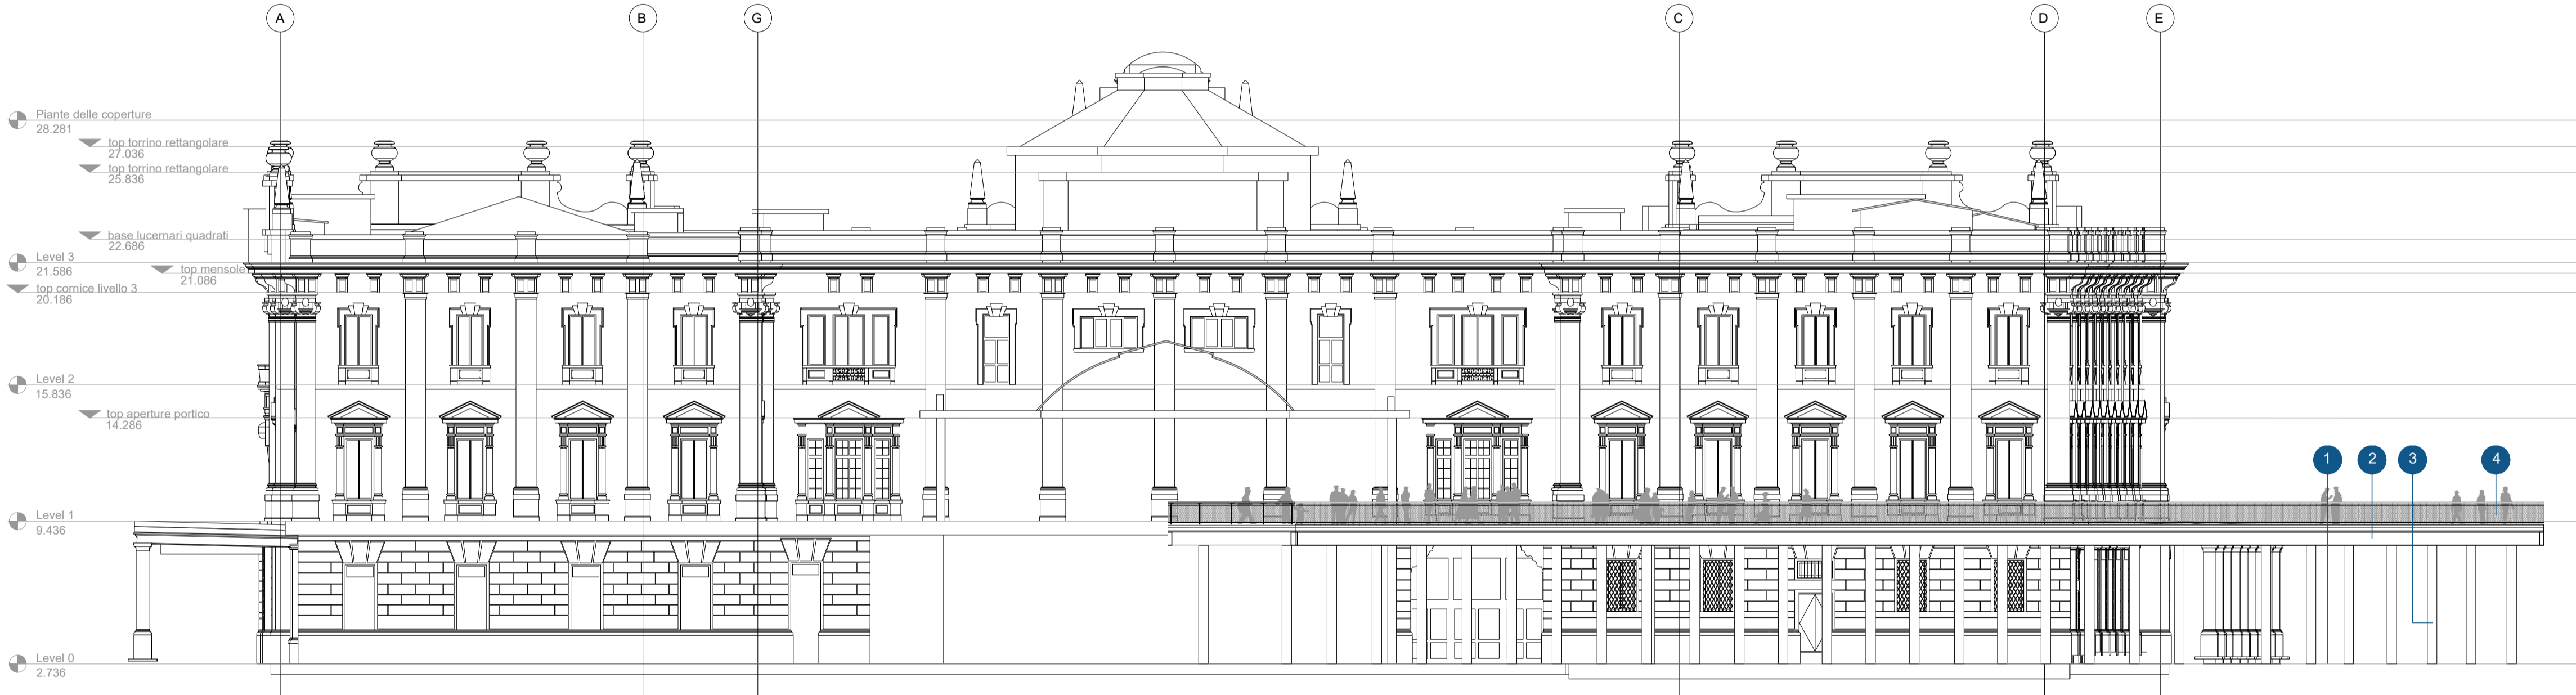 A
B
G
C
D
E
Piante delle coperture
28.281
top torrino rettangolare
27.036
top torrino rettangolare
25.836
base lucernari quadrati
22.686
Level 3
21.586
top mensole
21.086
top cornice livello 3
20.186
Level 2
15.836
top aperture portico
14.286
1
2
3
4
Level 1
9.436
Level 0
2.736